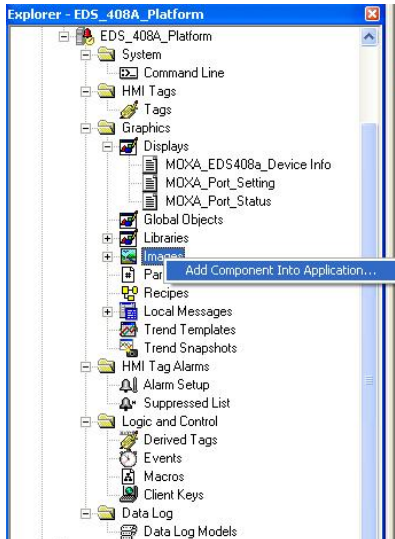 Explorer - EDS_408A_Platform
EDS_408A_Platform
System
Command Line
HMI Tags
Tags
Graphics
Displays
MOXA_EDS408a_Device Info
MOXA_Port_Setting
MOXA_Port_Status
Global Objects
Libraries
Images
Add Component Into Application...
Par
Recipes
Local Messages
Trend Templates
Trend Snapshots
HMI Tag Alarms
Alarm Setup
Suppressed List
Logic and Control
Derived Tags
Events
Macros
Client Keys
Data Log
Data Log Models